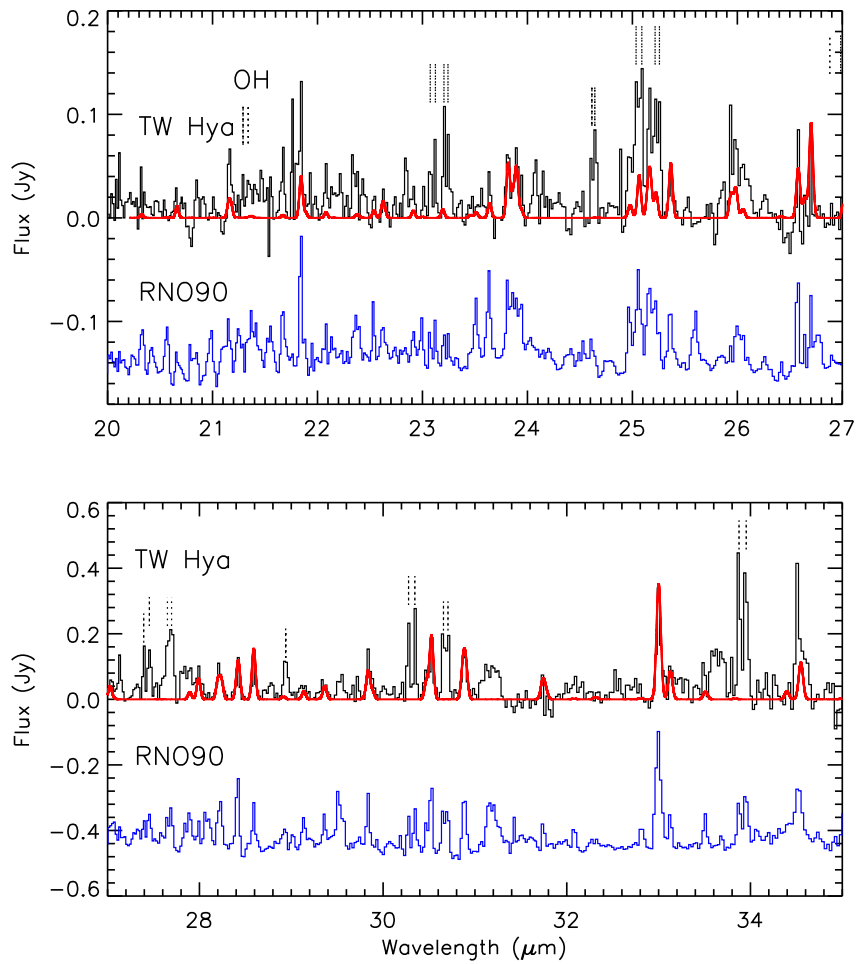 0.2
OH
TW Hya
0.1
0.0
Flux (Jy)
RNO90
−0.1
20 21 22 23 24 25 26 27
0.6
TW Hya
0.4
0.2
0.0
Flux (Jy)
RNO90
−0.2
−0.4
−0.6
28 30 32 34
Wavelength (μm)